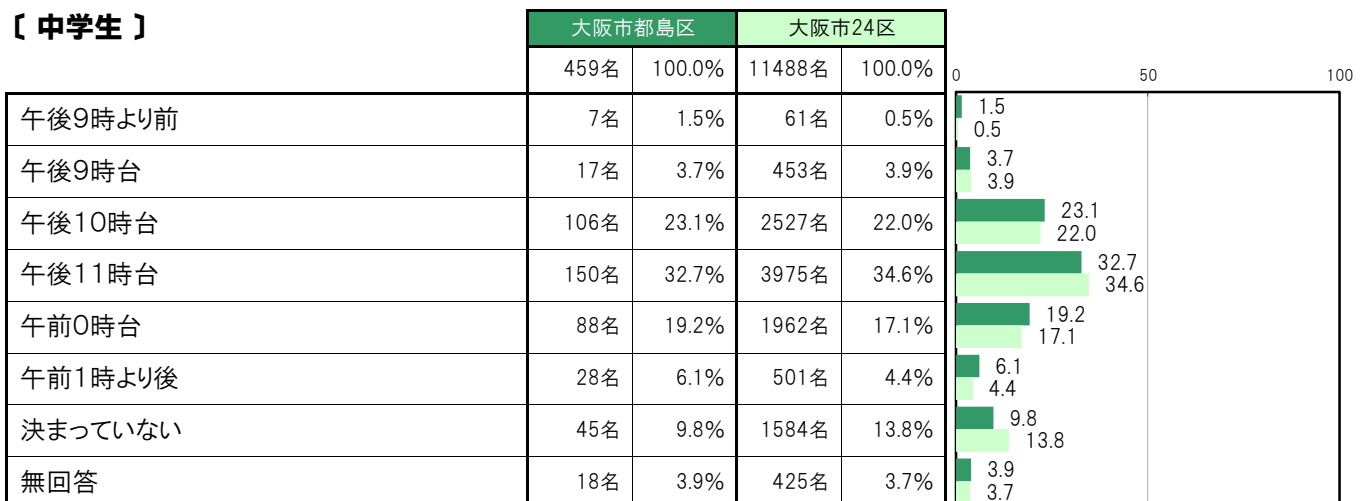 〔 中学生 〕
大阪市都島区 大阪市24区
459名 100.0% 11488名 100.0%
0 50 100
午後9時より前 7名 1.5% 61名 0.5% 1.5
0.5
午後9時台 17名 3.7% 453名 3.9% 3.7
3.9
午後10時台 106名 23.1% 2527名 22.0% 23.1
22.0
午後11時台 150名 32.7% 3975名 34.6% 32.7
34.6
午前0時台 88名 19.2% 1962名 17.1% 19.2
17.1
午前1時より後 28名 6.1% 501名 4.4% 6.1
4.4
決まっていない 45名 9.8% 1584名 13.8% 9.8
13.8
無回答 18名 3.9% 425名 3.7% 3.9
3.7